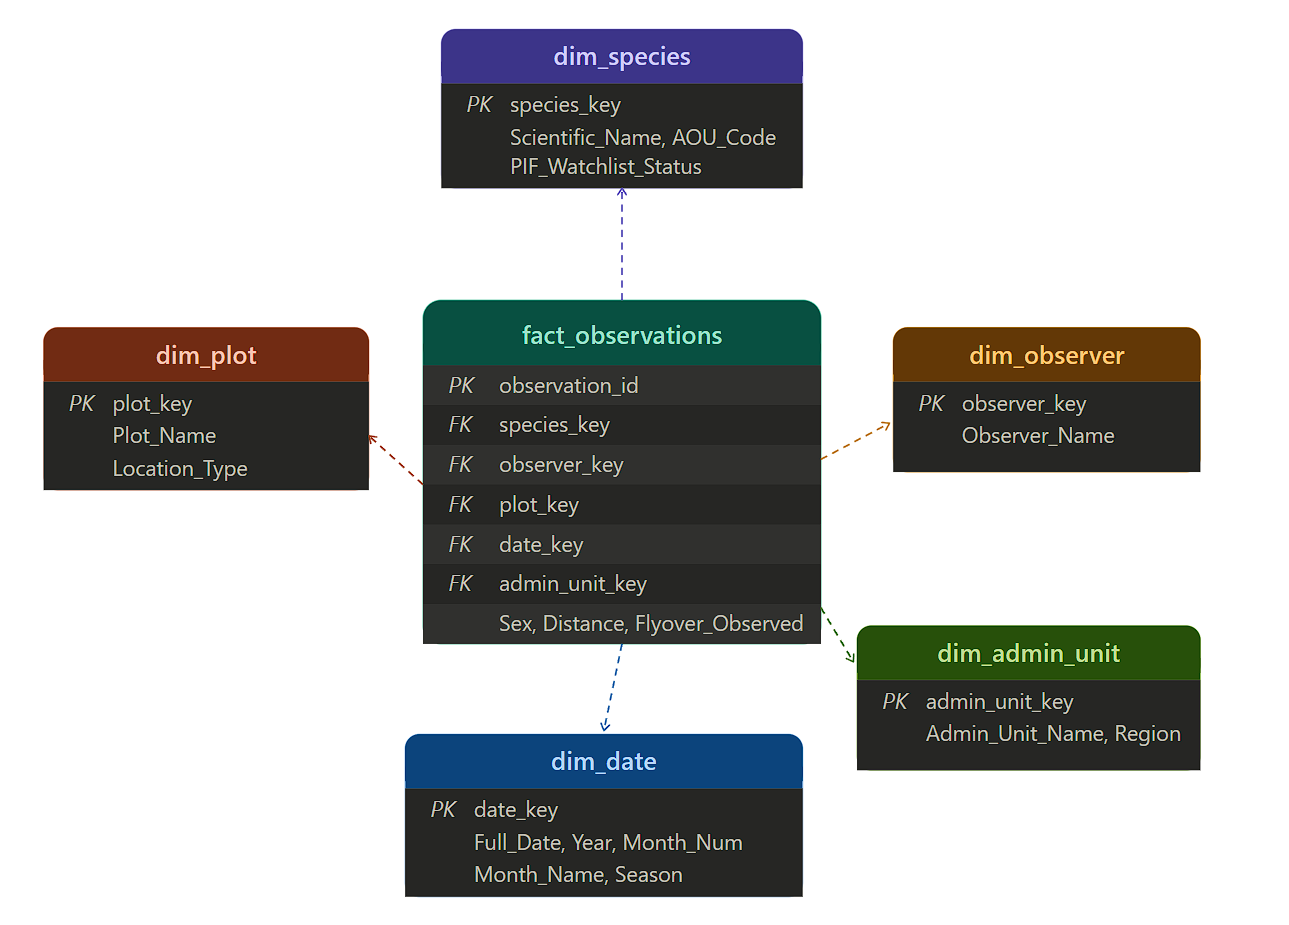 dim_species
PK species_key
Scientific_Name, AOU_Code
PIF_Watchlist_Status
dim_plot
PK plot_key
Plot_Name
Location_Type
fact_observations
PK observation_id
FK species_key
FK observer_key
FK plot_key
FK date_key
FK admin_unit_key
Sex, Distance, Flyover_Observed
dim_observer
PK observer_key
Observer_Name
dim_admin_unit
PK admin_unit_key
Admin_Unit_Name, Region
dim_date
PK date_key
Full_Date, Year, Month_Num
Month_Name, Season